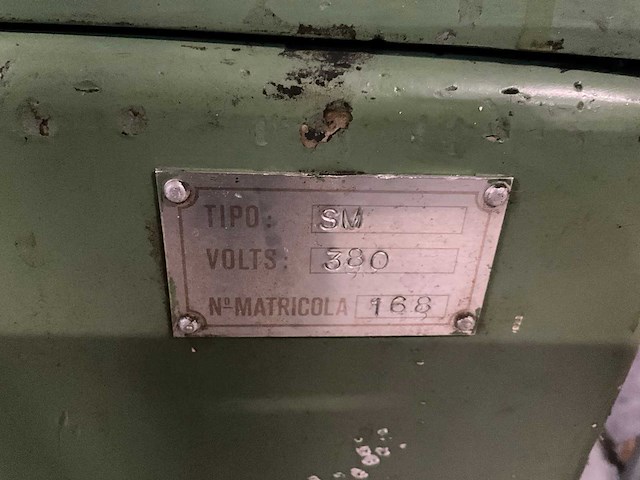 TIPO: SM
VOLTS: 380
Nº MATRICOLA 168